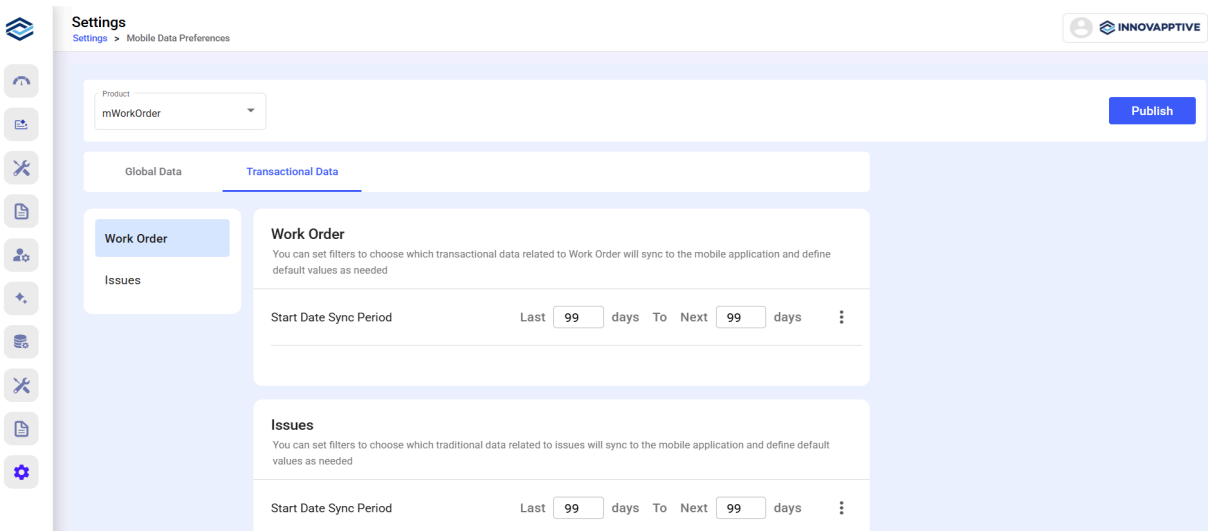 Settings
Settings > Mobile Data Preferences
INNOVAPPTIVE
Product
mWorkOrder
Publish
Global Data
Transactional Data
Work Order
Issues
Work Order
You can set filters to choose which transactional data related to Work Order will sync to the mobile application and define
default values as needed
Start Date Sync Period Last 99 days To Next 99 days
Issues
You can set filters to choose which traditional data related to issues will sync to the mobile application and define default
values as needed
Start Date Sync Period Last 99 days To Next 99 days